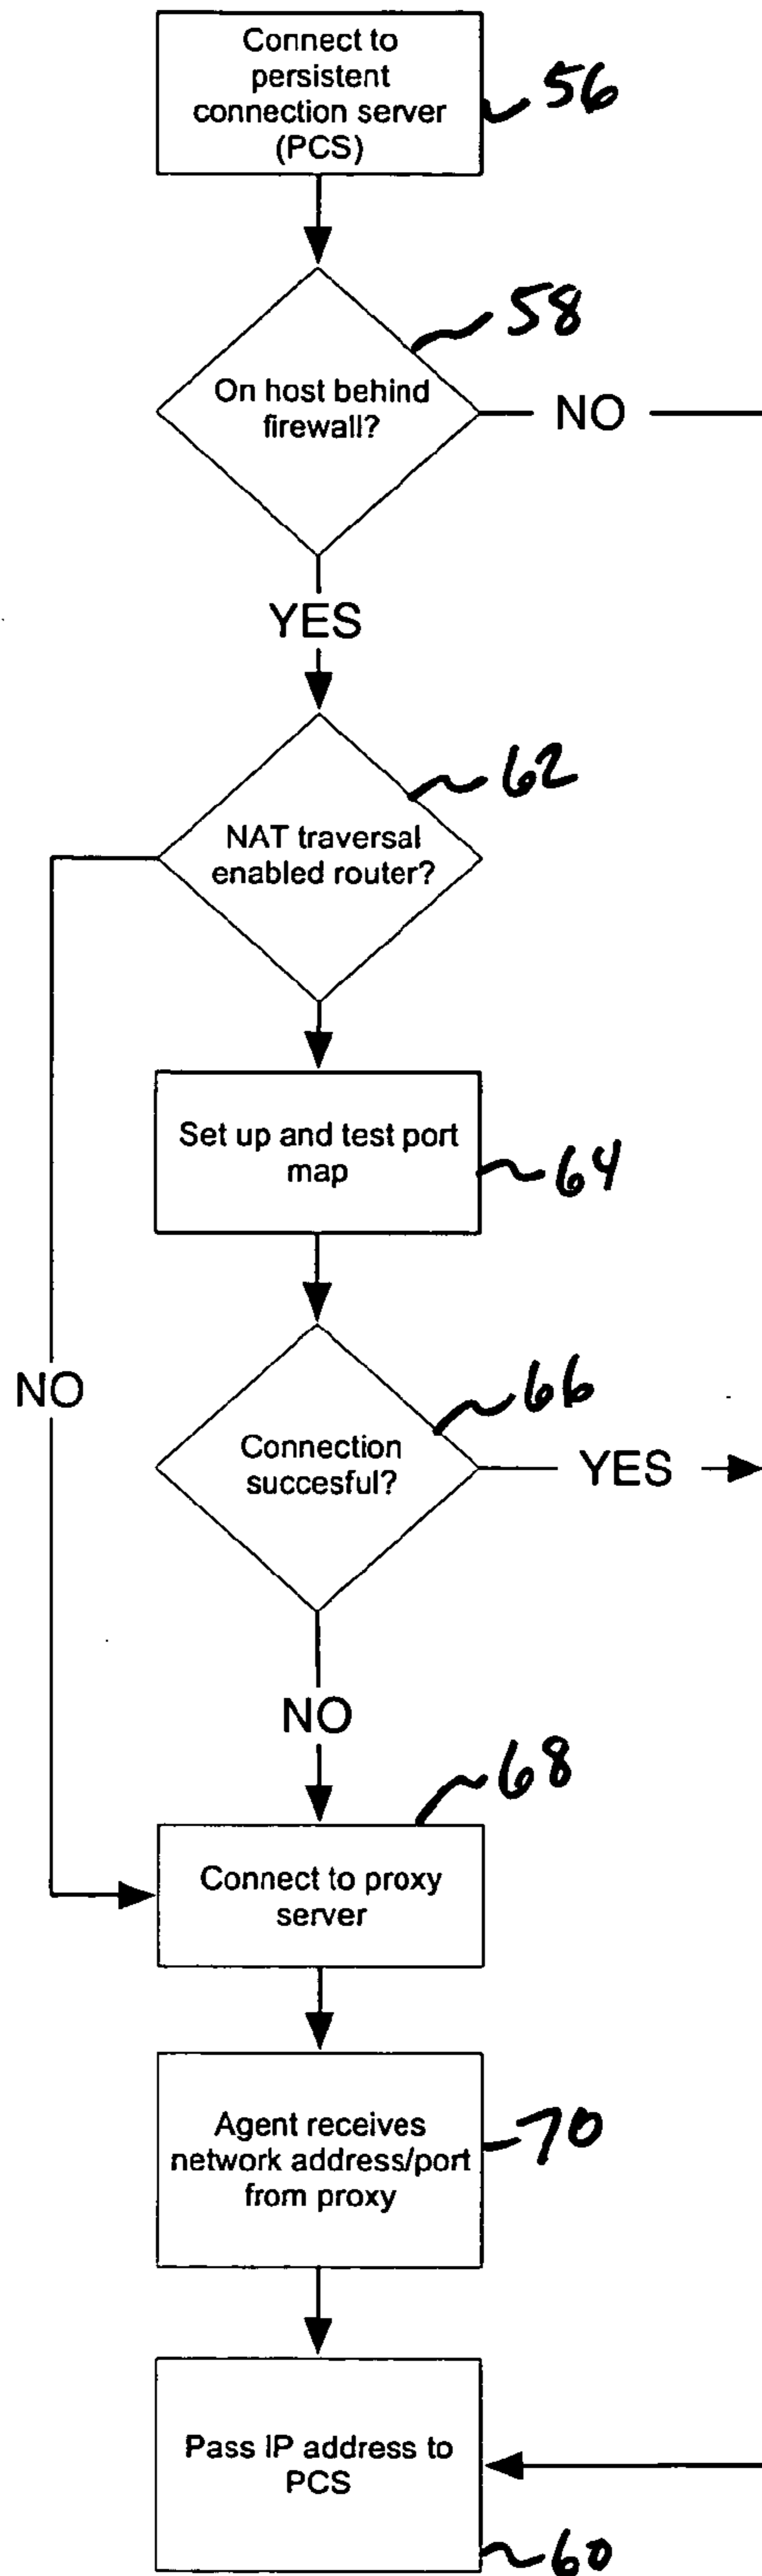 Connect to
persistent
connection server
(PCS)
56
58
On host behind
firewall?
NO
YES
62
NAT traversal
enabled router?
Set up and test port
map
64
NO
66
Connection
succesful?
YES
NO
68
Connect to proxy
server
Agent receives
network address/port
from proxy
70
Pass IP address to
PCS
60